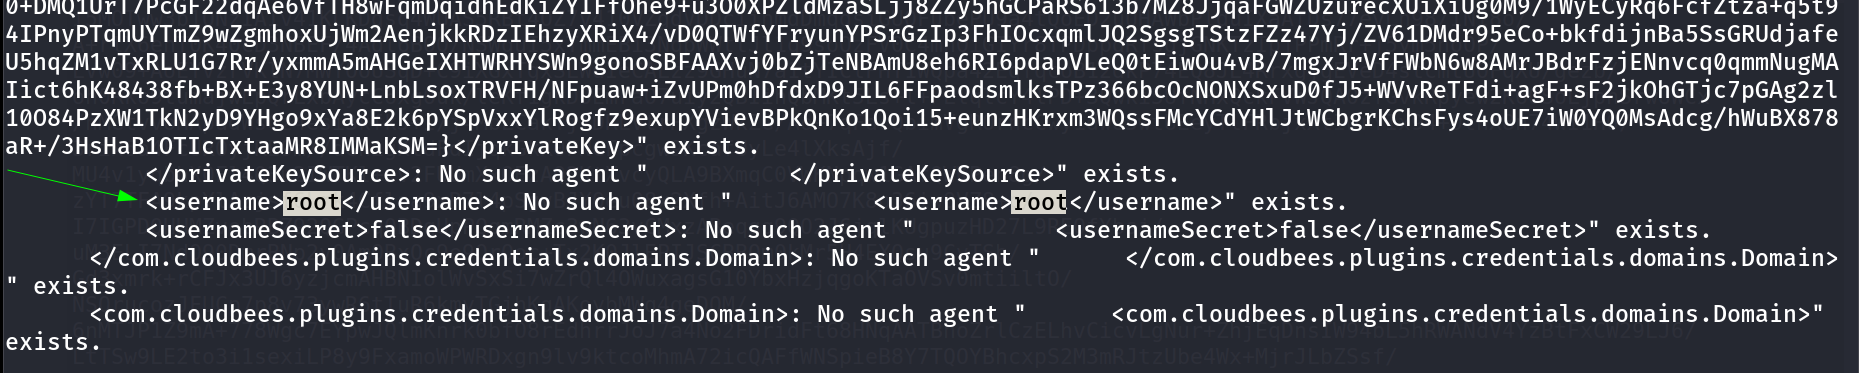 0+DMQ1UrT7PcGF22dqAe6VfTH8wFqmDqidhEdKiZYIFfOhe9+u3O0XPZldMzaSLjj8ZZy5hGCPaRS613b7MZ8JjqaFGWZUzurecXUiXiUg0M9/1WyECyRq6FcfZtza+q5t9
4IPnyPTqmUYTmZ9wZgmhoxUjWm2AenjkkRDzIEhzyXRiX4/vD0QTWfYFryunYPSrGzIp3FhIOcxqmlJQ2SgsgTStzFZz47Yj/ZV61DMdr95eCo+bkfdijnBa5SsGRUdjafe
U5hqZM1vTxRLU1G7Rr/yxmmA5mAHGeIXHTWRHYSWn9gonoSBFAAXvj0bZjTeNBAmU8eh6RI6pdapVLeQ0tEiwOu4vB/7mgxJrVfFWbN6w8AMrJBdrFzjENnvcq0qmmNugMA
Iict6hK48438fb+BX+E3y8YUN+LnbLsoxTRVFH/NFpuaw+iZvUPm0hDfdxD9JIL6FFpaodsmlksTPz366bcOcNONXSxuD0fJ5+WVvReTFdi+agF+sF2jkOhGTjc7pGAg2zl
10O84PzXW1TkN2yD9YHgo9xYa8E2k6pYSpVxxYlRogfz9exupYVievBPkQnKo1Qoi15+eunzHKrxm3WQssFMcYCdYHlJtWCbgrKChsFys4oUE7iW0YQ0MsAdcg/hWuBX878
aR+/3HsHaB1OTIcTxtaaMR8IMMaKSM=}</privateKey>" exists.
</privateKeySource>: No such agent " </privateKeySource>" exists.
<username>root</username>: No such agent " <username>root</username>" exists.
<usernameSecret>false</usernameSecret>: No such agent " <usernameSecret>false</usernameSecret>" exists.
</com.cloudbees.plugins.credentials.domains.Domain>: No such agent " </com.cloudbees.plugins.credentials.domains.Domain>
" exists.
<com.cloudbees.plugins.credentials.domains.Domain>: No such agent " <com.cloudbees.plugins.credentials.domains.Domain>"
exists.